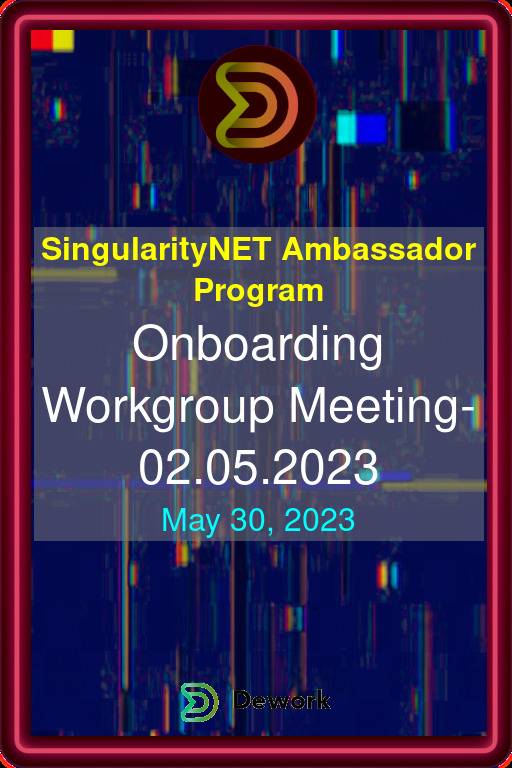 SingularityNET Ambassador
Program
Onboarding
Workgroup Meeting-
02.05.2023
May 30, 2023
Dework